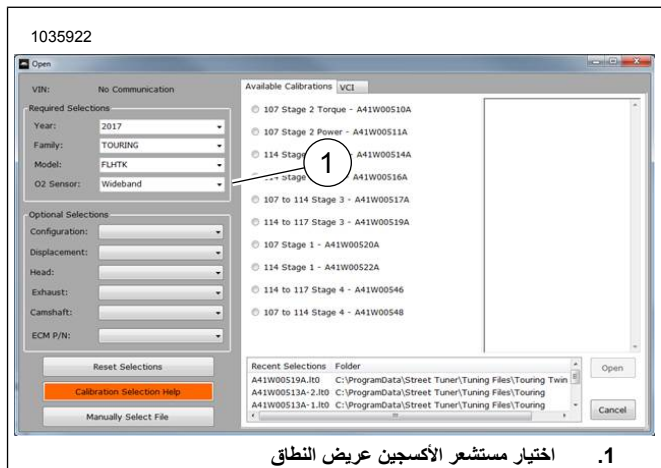 1035922
Open
VIN: No Communication
Required Selections
Year: 2017
Family: TOURING
Model: FLHTK
O2 Sensor: Wideband
Optional Selections
Configuration:
Displacement:
Head:
Exhaust:
Camshaft:
ECM P/N:
Reset Selections
Calibration Selection Help
Manually Select File
Available Calibrations VCI
107 Stage 2 Torque - A41W00510A
107 Stage 2 Power - A41W00511A
114 Stage - A41W00514A
114 Stage A41W00516A
107 to 114 Stage 3 - A41W00517A
114 to 117 Stage 3 - A41W00519A
107 Stage 1 - A41W00520A
114 Stage 1 - A41W00522A
114 to 117 Stage 4 - A41W00546
107 to 114 Stage 4 - A41W00548
1
Recent Selections Folder
A41W00519A.lt0 C:\ProgramData\Street Tuner\Tuning Files\Touring Twin
A41W00513A-2.lt0 C:\ProgramData\Street Tuner\Tuning Files\Touring
A41W00513A-1.lt0 C:\ProgramData\Street Tuner\Tuning Files\Touring
Open
Cancel
1. اختيار مستشعر الأكسجين عريض النطاق